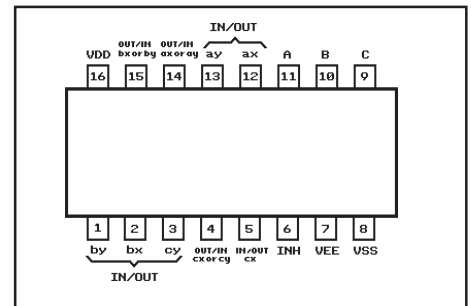 IN/OUT
OUT/IN OUT/IN
VDD bxorby axoray ay ax A B C
16 15 14 13 12 11 10 9
1 2 3 4 5 6 7 8
by bx cy OUT/IN IN/OUT INH VEE VSS
cxorcy cx
IN/OUT